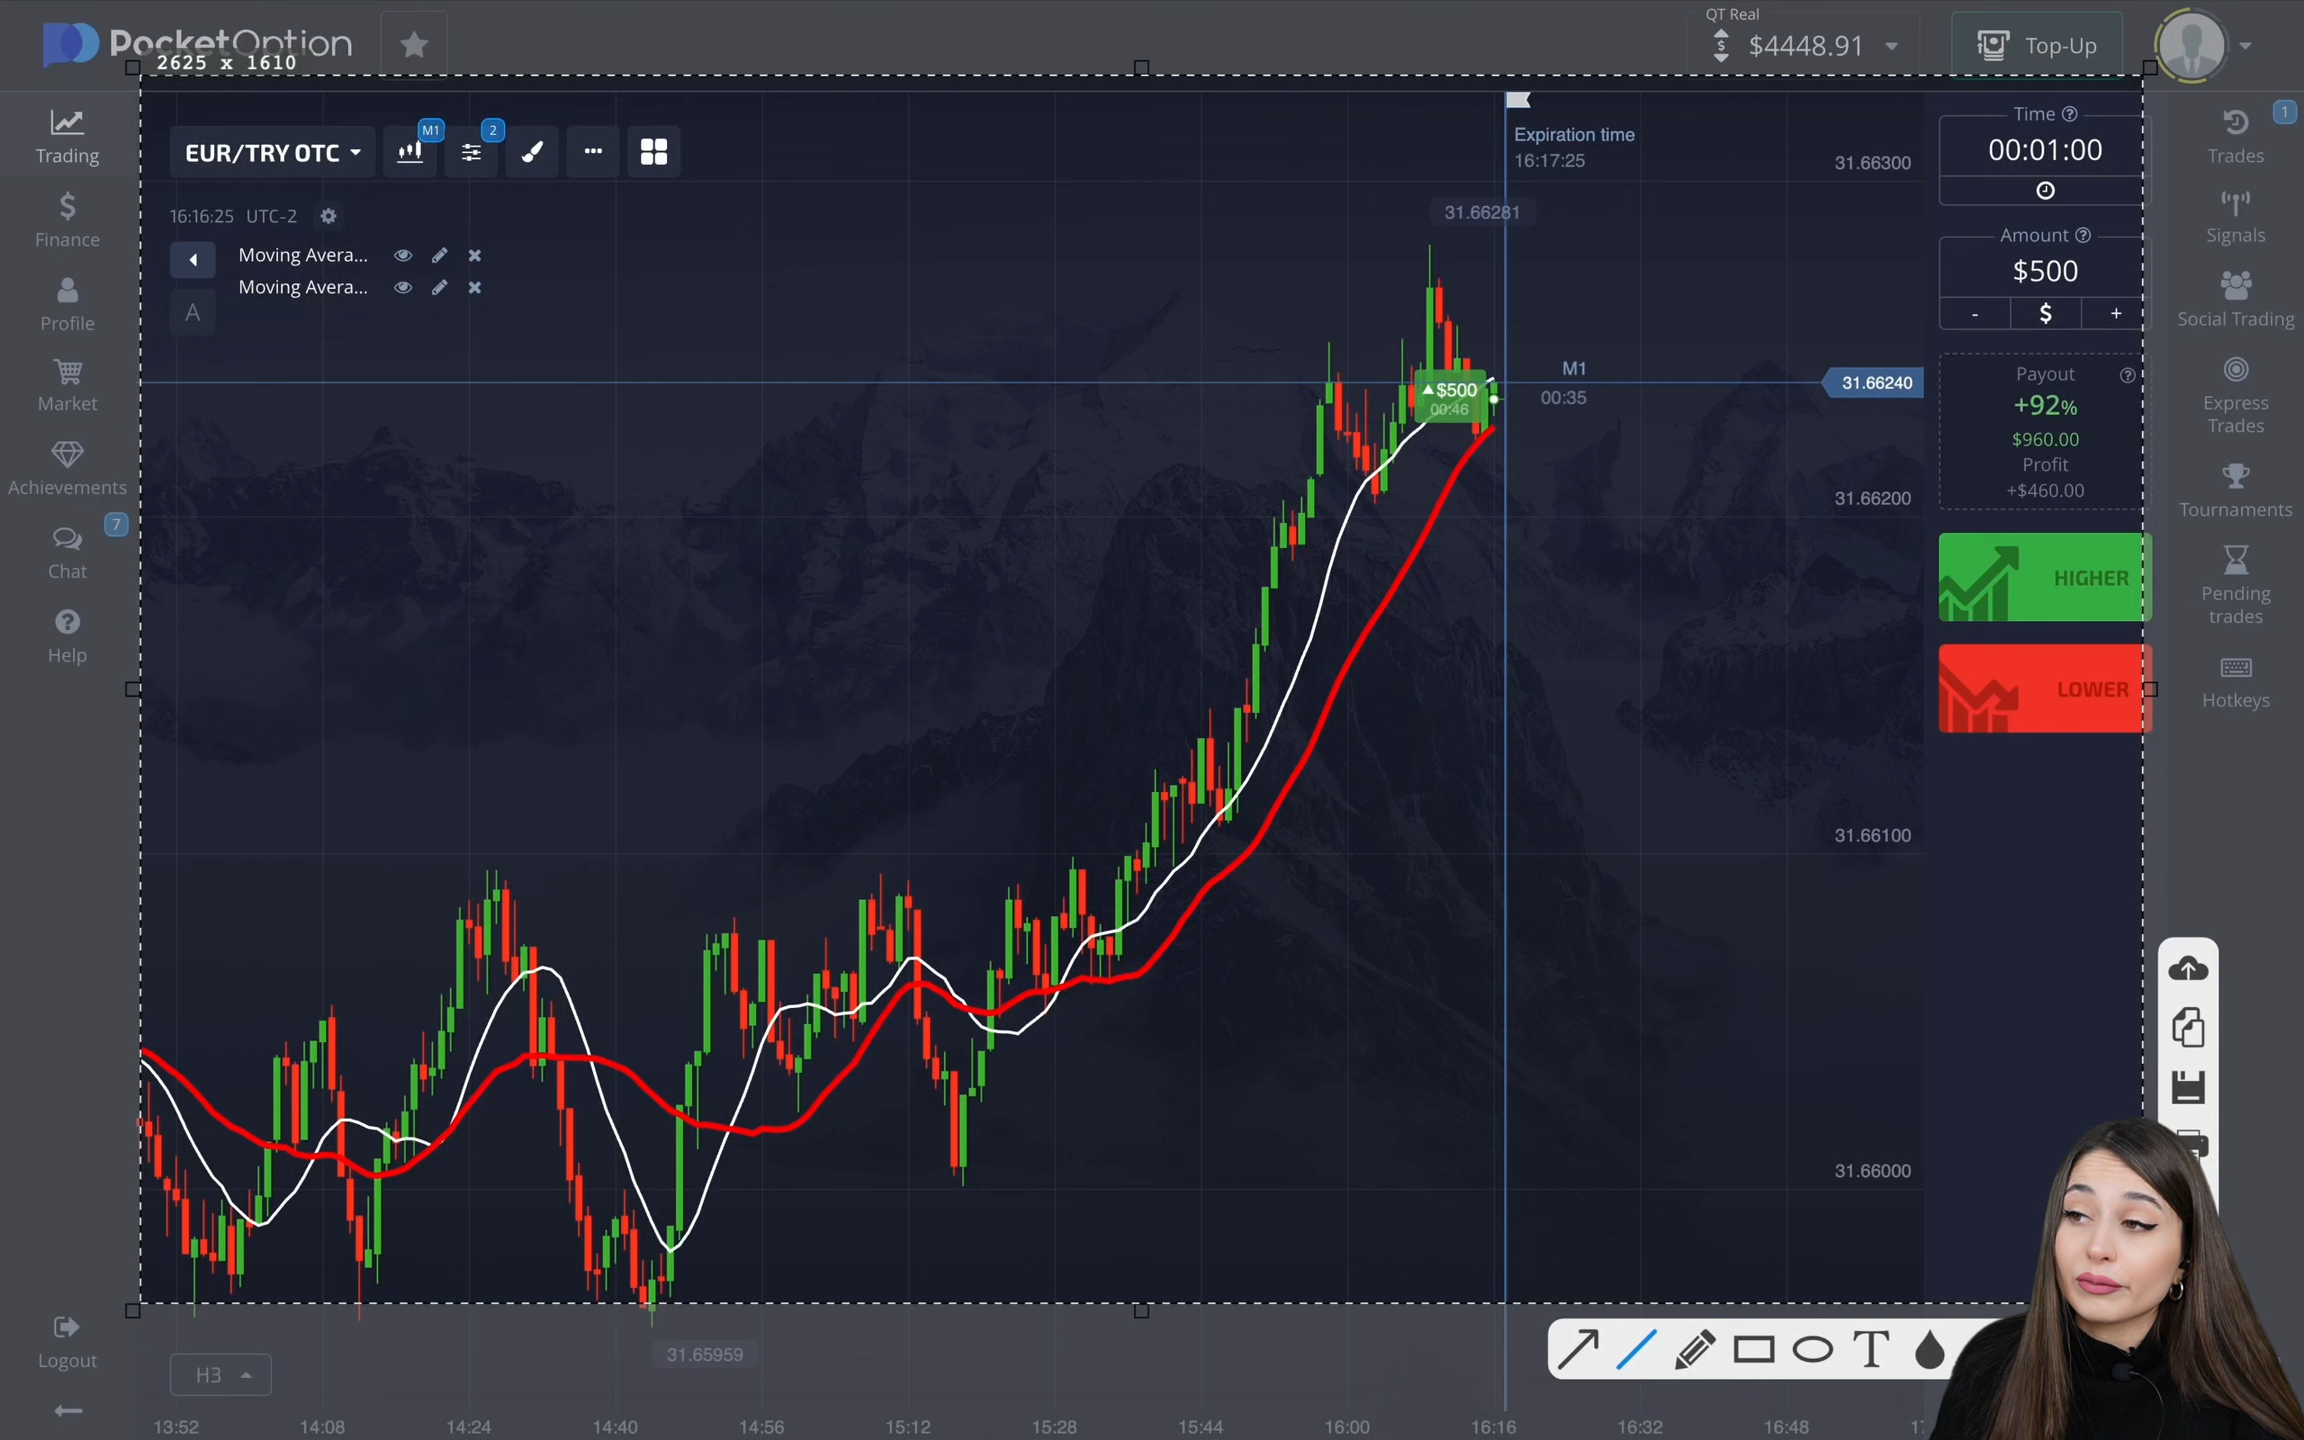 PocketOption
2625 x 1610
QT Real
$4448.91
Top-Up
Trading
Finance
Profile
Market
Achievements
7
Chat
Help
Logout
EUR/TRY OTC
M1
2
16:16:25 UTC-2
Moving Avera...
Moving Avera...
A
Expiration time
16:17:25
31.66281
$500
00:46
M1
00:35
31.66300
31.66240
31.66200
31.66100
31.66000
31.65959
H3
13:52
14:08
14:24
14:40
14:56
15:12
15:28
15:44
16:00
16:16
16:32
16:48
Time
00:01:00
Amount
$500
- $ +
Payout
+92%
$960.00
Profit
+$460.00
HIGHER
LOWER
1
Trades
Signals
Social Trading
Express
Trades
Tournaments
Pending
trades
Hotkeys
T